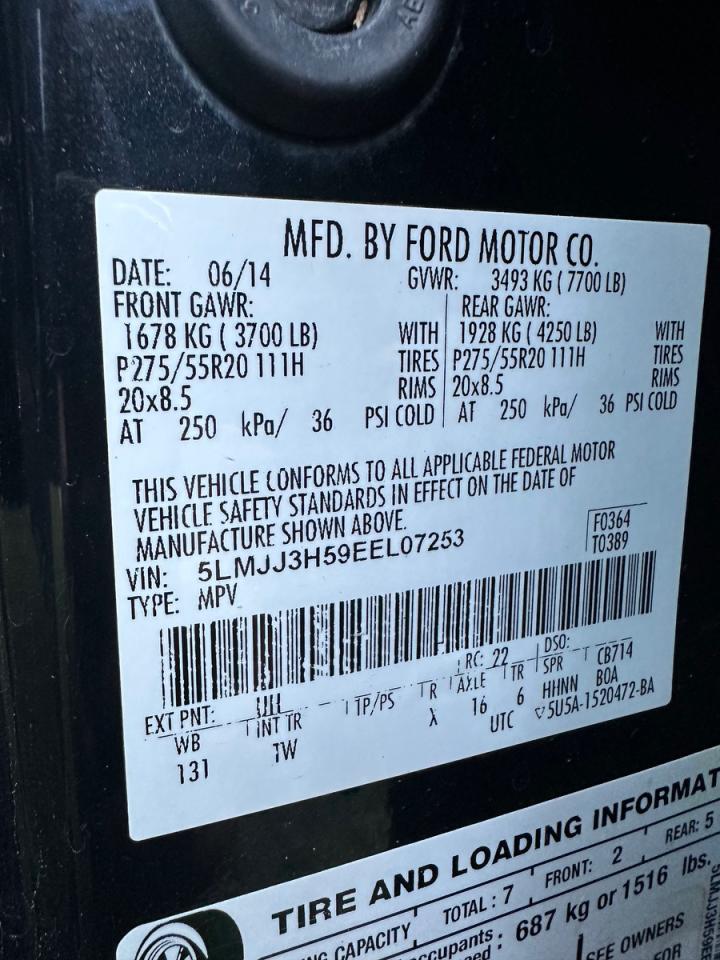 MFD. BY FORD MOTOR CO.
DATE: 06/14 GVWR: 3493 KG ( 7700 LB)
FRONT GAWR: REAR GAWR:
1678 KG ( 3700 LB) WITH 1928 KG ( 4250 LB) WITH
P275/55R20 111H TIRES P275/55R20 111H TIRES
20x8.5 RIMS 20x8.5 RIMS
AT 250 kPa/ 36 PSI COLD AT 250 kPa/ 36 PSI COLD
THIS VEHICLE CONFORMS TO ALL APPLICABLE FEDERAL MOTOR
VEHICLE SAFETY STANDARDS IN EFFECT ON THE DATE OF
MANUFACTURE SHOWN ABOVE.
F0364
T0389
VIN: 5LMJJ3H59EEL07253
TYPE: MPV
EXT PNT: RC: 22 DSO:
WB INT TR TP/PS R AXLE TR SPR CB714
131 TW X 16 6 HHNN BOA
UTC 5U5A-1520472-BA
TIRE AND LOADING INFORMAT
CAPACITY TOTAL: 7 FRONT: 2 REAR: 5
687 kg or 1516 lbs.
SEE OWNERS
FOR